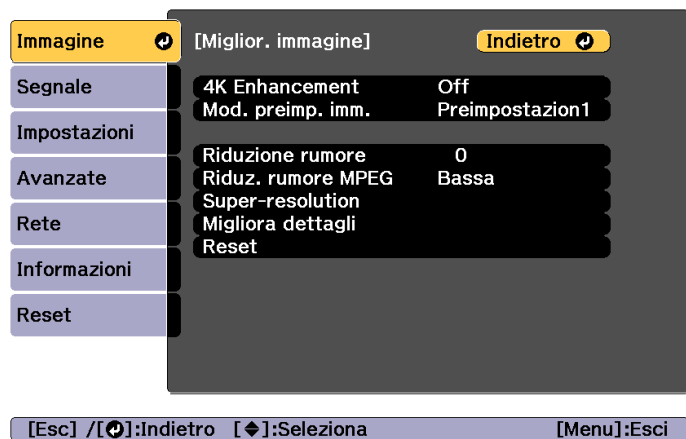 Immagine
Segnale
Impostazioni
Avanzate
Rete
Informazioni
Reset
[Miglior. immagine] Indietro
4K Enhancement Off
Mod. preimp. imm. Preimpostazion1
Riduzione rumore 0
Riduz. rumore MPEG Bassa
Super-resolution
Migliora dettagli
Reset
[Esc] /[ ]:Indietro [ ]:Seleziona [Menu]:Esci